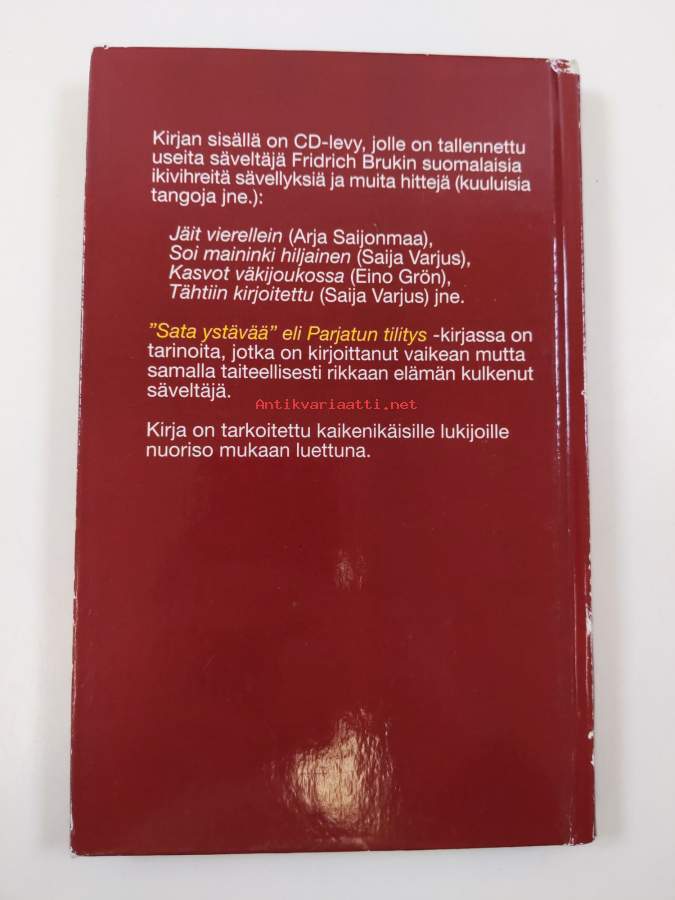 Kirjan sisällä on CD-levy, jolle on tallennettu
useita säveltäjä Fridrich Brukin suomalaisia
ikivihreitä sävellyksiä ja muita hittejä (kuuluisia
tangoja jne.):
Jäit vierellein (Arja Saijonmaa),
Soi maininki hiljainen (Saija Varjus),
Kasvot väkijoukossa (Eino Grön),
Tähtiin kirjoitettu (Saija Varjus) jne.
"Sata ystävää" eli Parjatun tilitys -kirjassa on
tarinoita, jotka on kirjoittanut vaikean mutta
samalla taiteellisesti rikkaan elämän kulkenut
säveltäjä.
Antikvariaatti.net
Kirja on tarkoitettu kaikenikäisille lukijoille
nuoriso mukaan luettuna.